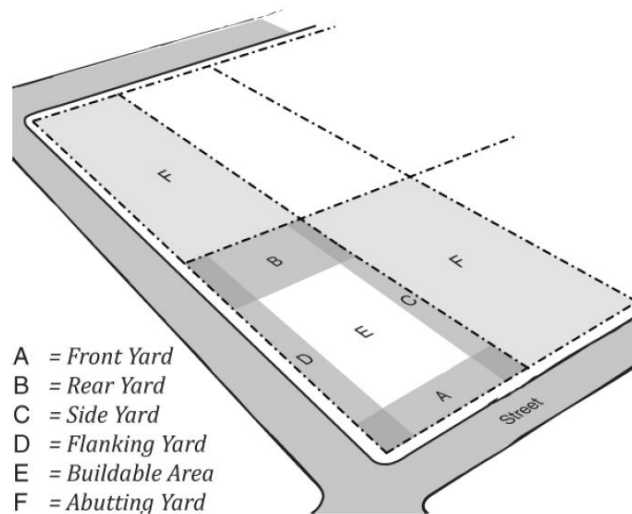 F
B
F
C
E
D
A
Street
A = Front Yard
B = Rear Yard
C = Side Yard
D = Flanking Yard
E = Buildable Area
F = Abutting Yard